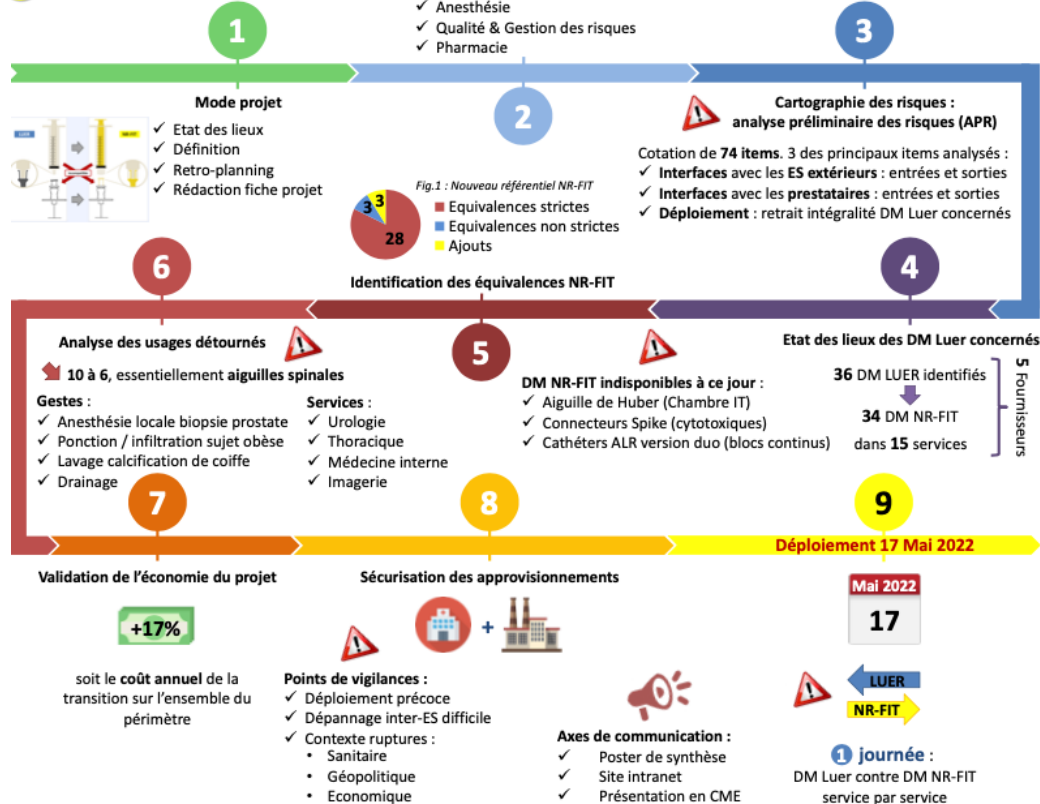 ✓ Anesthésie
✓ Qualité & Gestion des risques
✓ Pharmacie
1
2
3
Mode projet
✓ Etat des lieux
✓ Définition
✓ Retro-planning
✓ Rédaction fiche projet
LUER
NR-FIT
Cartographie des risques :
analyse préliminaire des risques (APR)
Cotation de 74 items. 3 des principaux items analysés :
✓ Interfaces avec les ES extérieurs : entrées et sorties
✓ Interfaces avec les prestataires : entrées et sorties
✓ Déploiement : retrait intégralité DM Luer concernés
Fig.1 : Nouveau référentiel NR-FIT
3
3
28
Equivalences strictes
Equivalences non strictes
Ajouts
4
Etat des lieux des DM Luer concernés
36 DM LUER identifiés
34 DM NR-FIT
dans 15 services
5 Fournisseurs
Identification des équivalences NR-FIT
5
DM NR-FIT indisponibles à ce jour :
✓ Aiguille de Huber (Chambre IT)
✓ Connecteurs Spike (cytotoxiques)
✓ Cathéters ALR version duo (blocs continus)
6
Analyse des usages détournés
10 à 6, essentiellement aiguilles spinales
Gestes :
✓ Anesthésie locale biopsie prostate
✓ Ponction / infiltration sujet obèse
✓ Lavage calcification de coiffe
✓ Drainage
Services :
✓ Urologie
✓ Thoracique
✓ Médecine interne
✓ Imagerie
7
Validation de l'économie du projet
+17%
soit le coût annuel de la
transition sur l'ensemble du
périmètre
8
Sécurisation des approvisionnements
+
Points de vigilances :
✓ Déploiement précoce
✓ Dépannage inter-ES difficile
✓ Contexte ruptures :
• Sanitaire
• Géopolitique
• Economique
Axes de communication :
✓ Poster de synthèse
✓ Site intranet
✓ Présentation en CME
9
Déploiement 17 Mai 2022
Mai 2022
17
LUER
NR-FIT
1 journée :
DM Luer contre DM NR-FIT
service par service